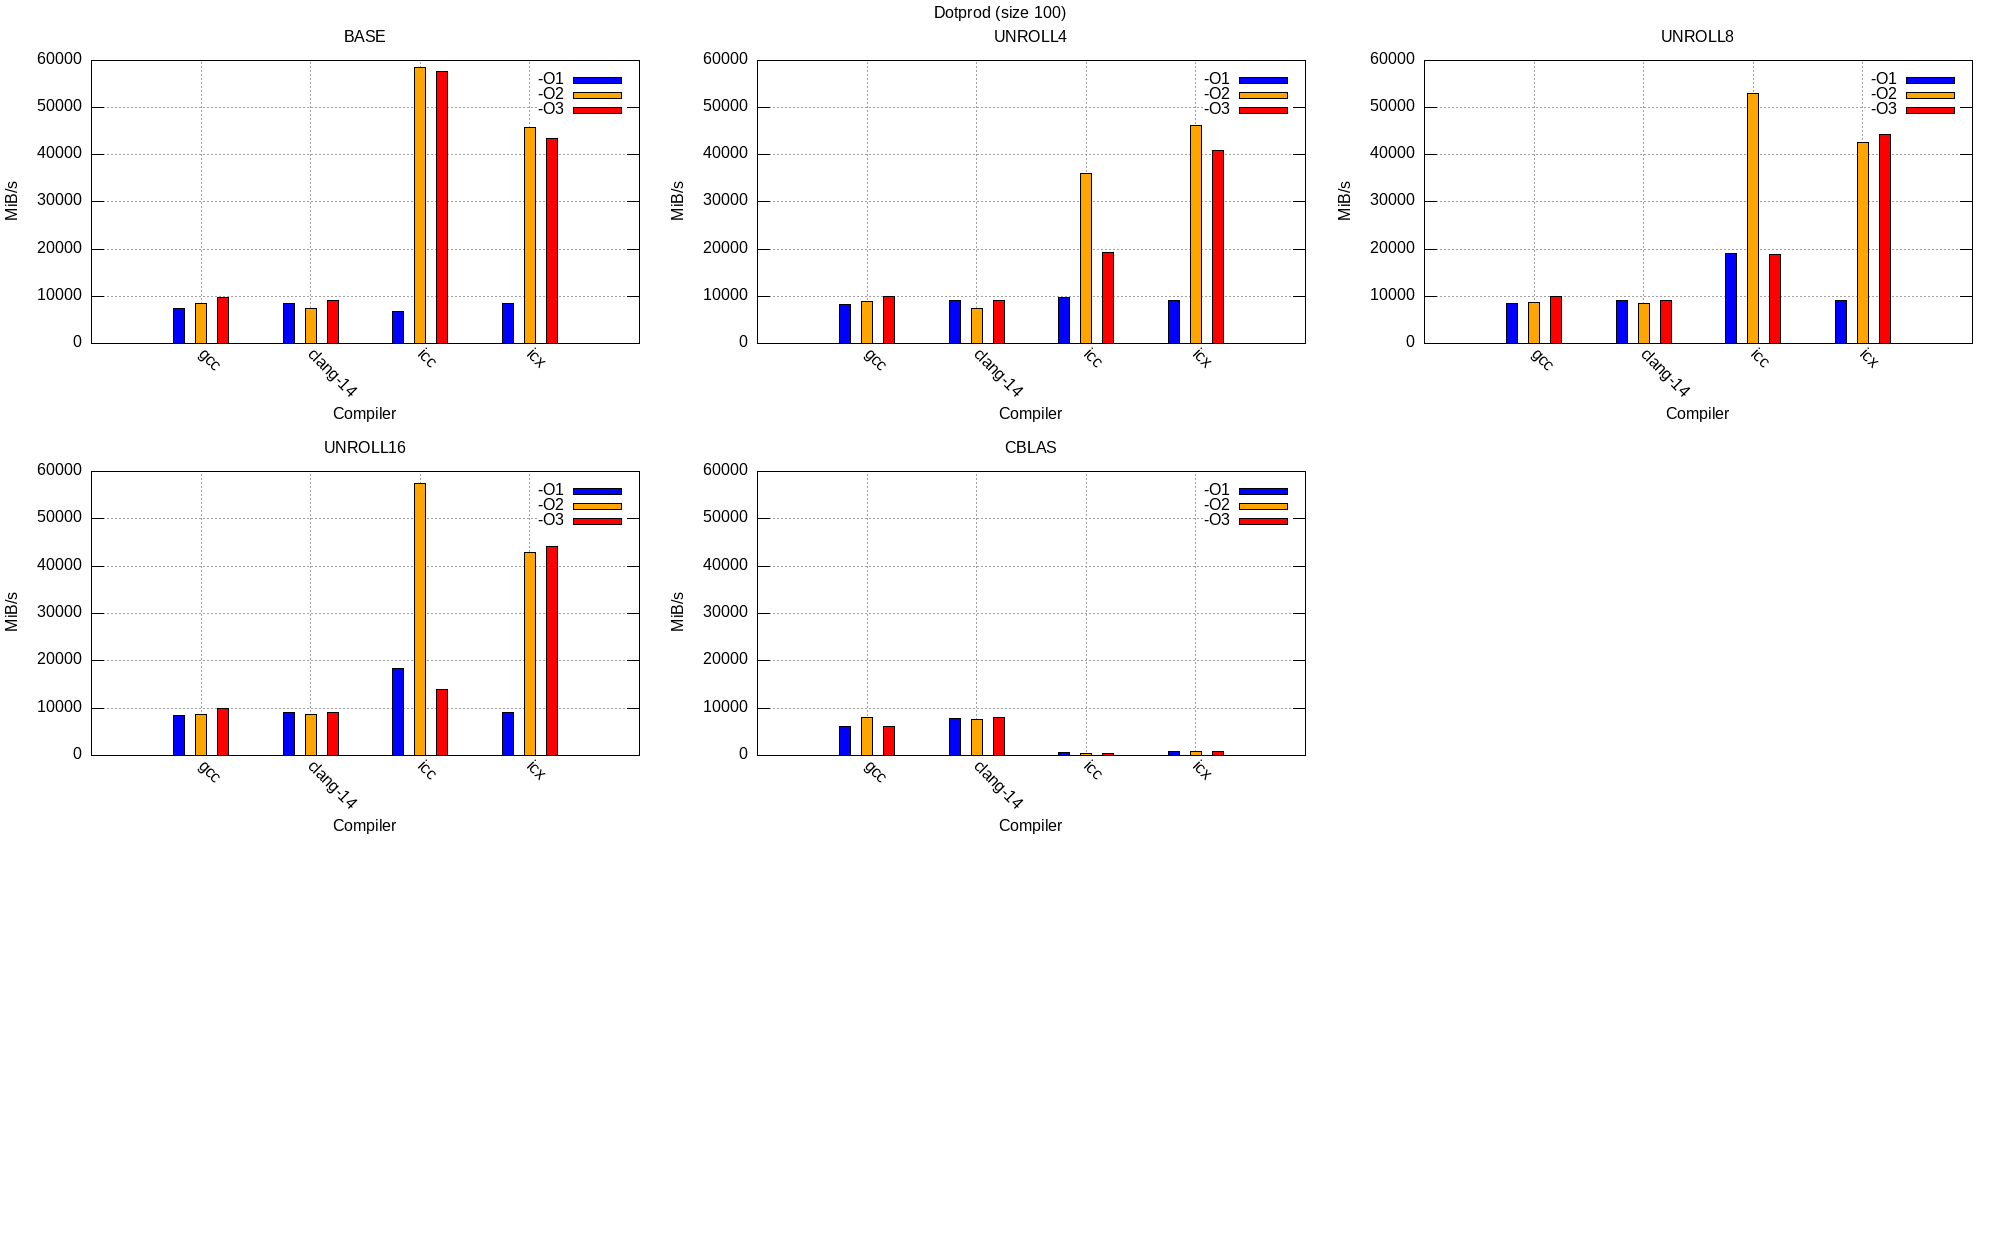 Dotprod (size 100)
BASE
60000
50000
40000
30000
20000
10000
0
MiB/s
-O1
-O2
-O3
gcc
clang-14
icc
icx
Compiler
UNROLL4
60000
50000
40000
30000
20000
10000
0
MiB/s
-O1
-O2
-O3
gcc
clang-14
icc
icx
Compiler
UNROLL8
60000
50000
40000
30000
20000
10000
0
MiB/s
-O1
-O2
-O3
gcc
clang-14
icc
icx
Compiler
UNROLL16
60000
50000
40000
30000
20000
10000
0
MiB/s
-O1
-O2
-O3
gcc
clang-14
icc
icx
Compiler
CBLAS
60000
50000
40000
30000
20000
10000
0
MiB/s
-O1
-O2
-O3
gcc
clang-14
icc
icx
Compiler